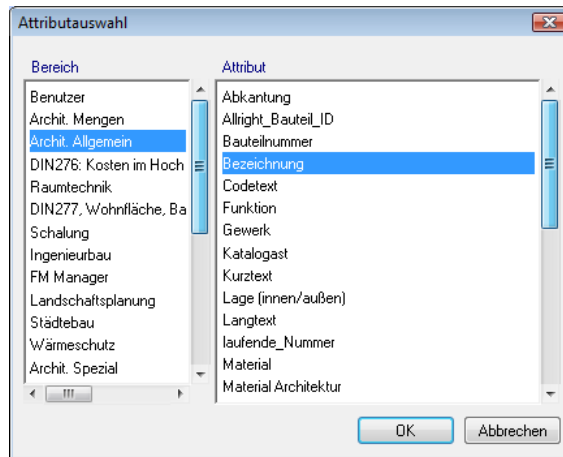 Attributauswahl
Bereich
Benutzer
Archit. Mengen
Archit. Allgemein
DIN276: Kosten im Hoch
Raumtechnik
DIN277, Wohnfläche, Ba
Schalung
Ingenieurbau
FM Manager
Landschaftsplanung
Städtebau
Wärmeschutz
Archit. Spezial
Attribut
Abkantung
Allright_Bauteil_ID
Bauteilnummer
Bezeichnung
Codetext
Funktion
Gewerk
Katalogast
Kurztext
Lage (innen/außen)
Langtext
laufende_Nummer
Material
Material Architektur
OK
Abbrechen